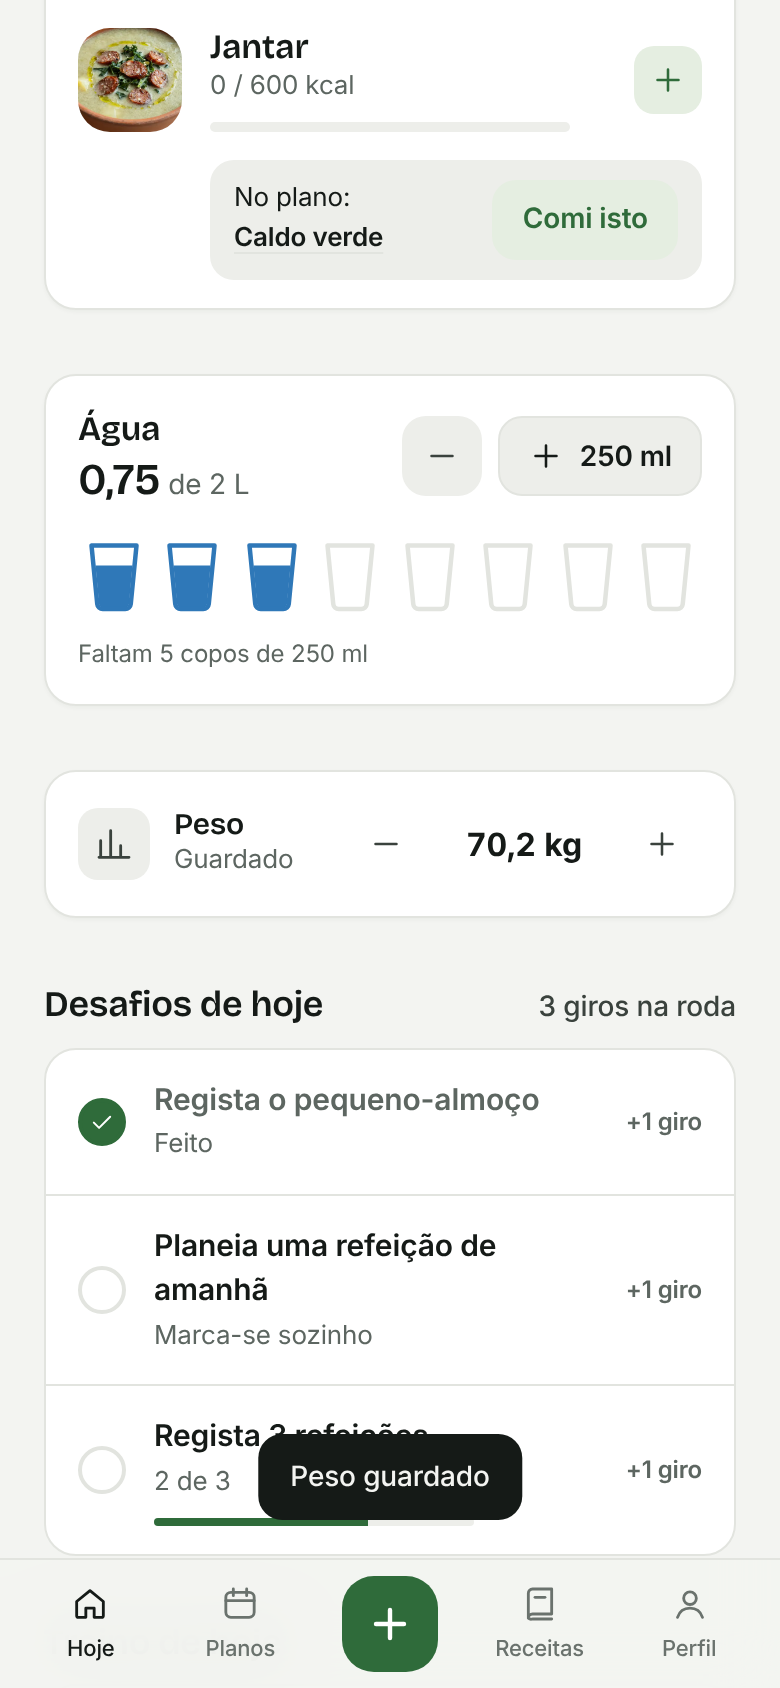 Jantar
0 / 600 kcal
No plano:
Caldo verde
Comi isto
Água
0,75 de 2 L
250 ml
Faltam 5 copos de 250 ml
Peso
Guardado
70,2 kg
Desafios de hoje
3 giros na roda
Regista o pequeno-almoço
Feito
+1 giro
Planeia uma refeição de
amanhã
Marca-se sozinho
+1 giro
Regista 3 refeições
2 de 3
+1 giro
Peso guardado
Hoje
Planos
Receitas
Perfil